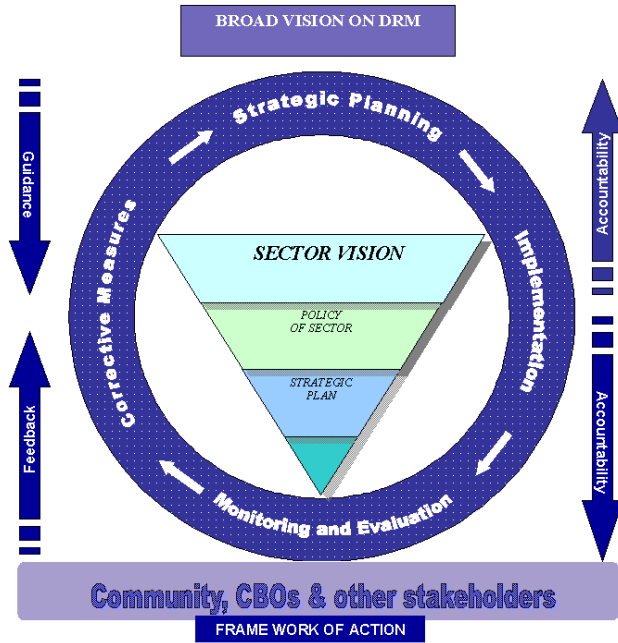 BROAD VISION ON DRM
Strategic Planning
Guidance
Accountability
Corrective Measures
Implementation
SECTOR VISION
POLICY
OF SECTOR
STRATEGIC
PLAN
Feedback
Accountability
Monitoring and Evaluation
Community, CBOs & other stakeholders
FRAME WORK OF ACTION